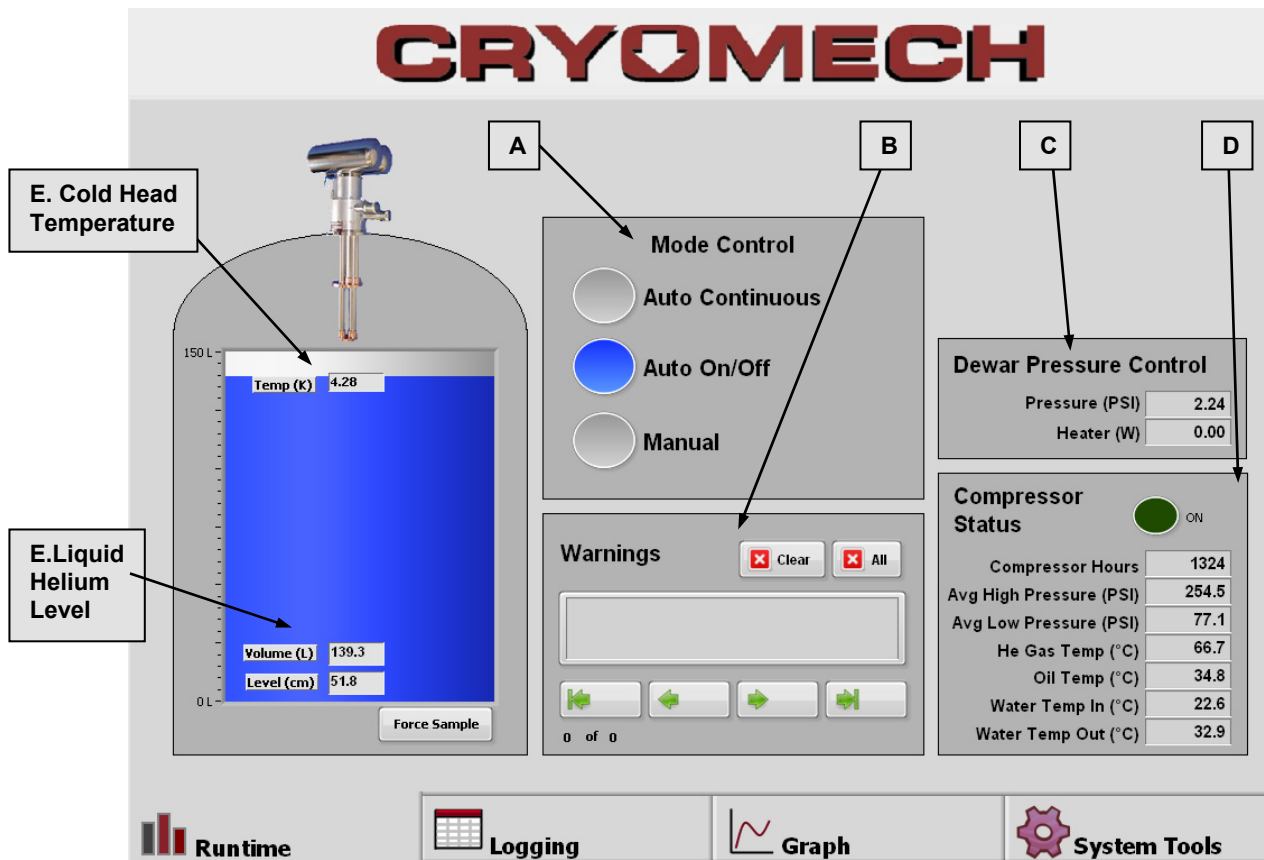 CRYOMECH
A
B
C
D
E. Cold Head
Temperature
Mode Control
Auto Continuous
Auto On/Off
Manual
150 L
Temp (K) 4.28
E.Liquid
Helium
Level
Volume (L) 139.3
Level (cm) 51.8
0 L
Force Sample
Warnings
Clear
All
0 of 0
Dewar Pressure Control
Pressure (PSI) 2.24
Heater (W) 0.00
Compressor
Status
ON
Compressor Hours 1324
Avg High Pressure (PSI) 254.5
Avg Low Pressure (PSI) 77.1
He Gas Temp (°C) 66.7
Oil Temp (°C) 34.8
Water Temp In (°C) 22.6
Water Temp Out (°C) 32.9
Runtime
Logging
Graph
System Tools